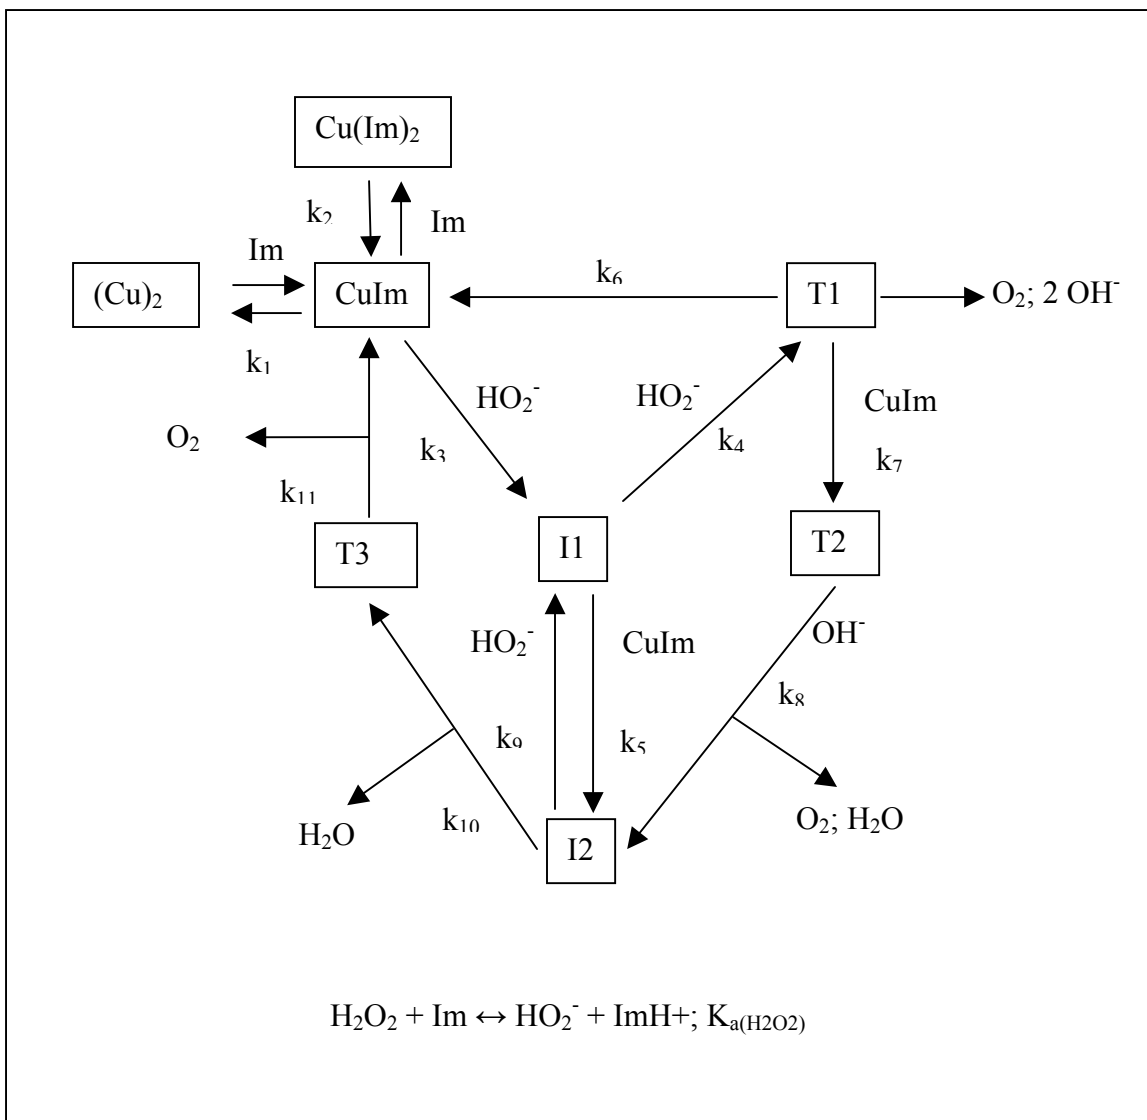 Cu(Im)₂
k₂
Im
Im
(Cu)₂
CuIm
k₆
T1
O₂; 2 OH⁻
k₁
HO₂⁻
HO₂⁻
CuIm
O₂
k₃
k₄
k₇
k₁₁
T3
I1
T2
HO₂⁻
CuIm
OH⁻
k₈
k₉
k₅
H₂O
k₁₀
O₂; H₂O
I2
H₂O₂ + Im ↔ HO₂⁻ + ImH+; Kₐ(H2O2)